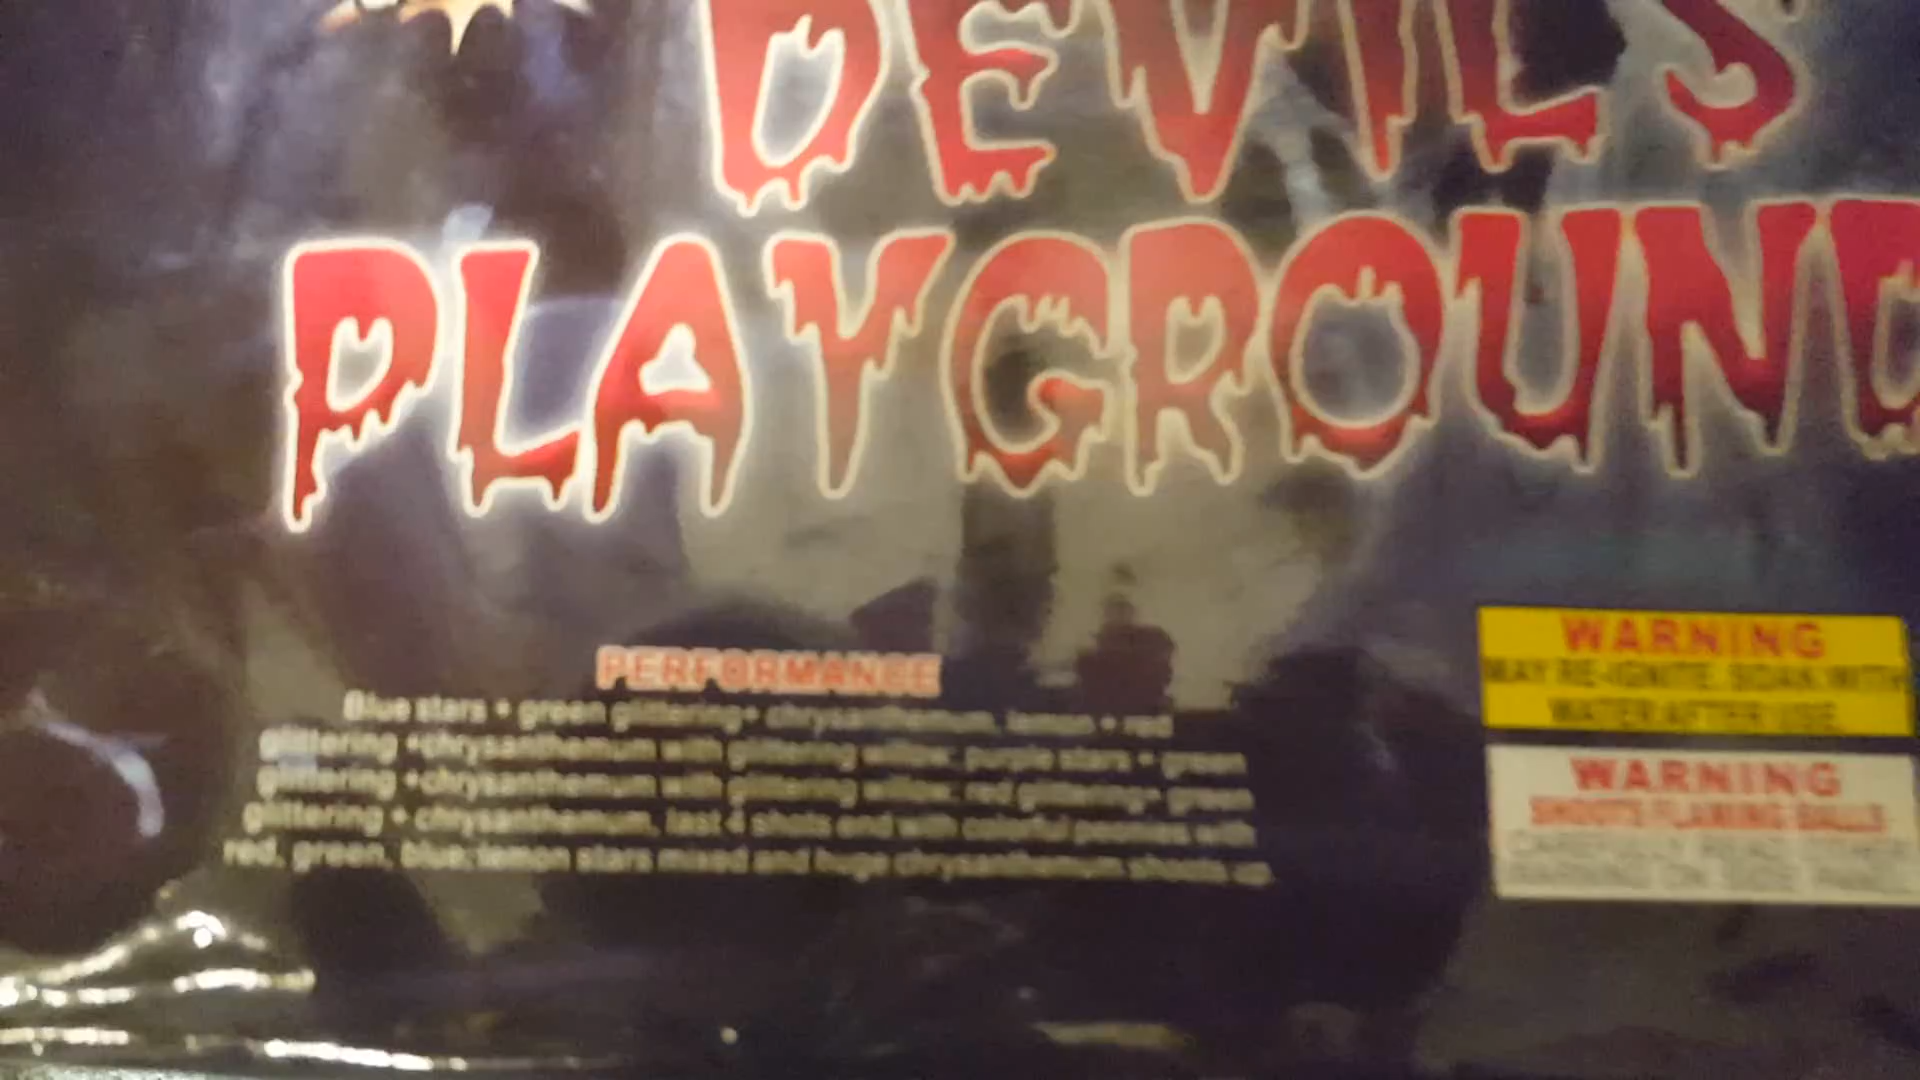 DEVIL'S
PLAYGROUND
PERFORMANCE
Blue stars + green glittering+ chrysanthemum, lemon + red
glittering +chrysanthemum with glittering willow, purple stars + green
glittering +chrysanthemum with glittering willow, red glittering+ green
glittering + chrysanthemum, last 4 shots end with colorful peonies with
red, green, blue, lemon stars mixed and huge chrysanthemum shoots
WARNING
MAY RE-IGNITE. SOAK WITH
WATER AFTER USE.
WARNING
SHOOTS FLAMING BALLS